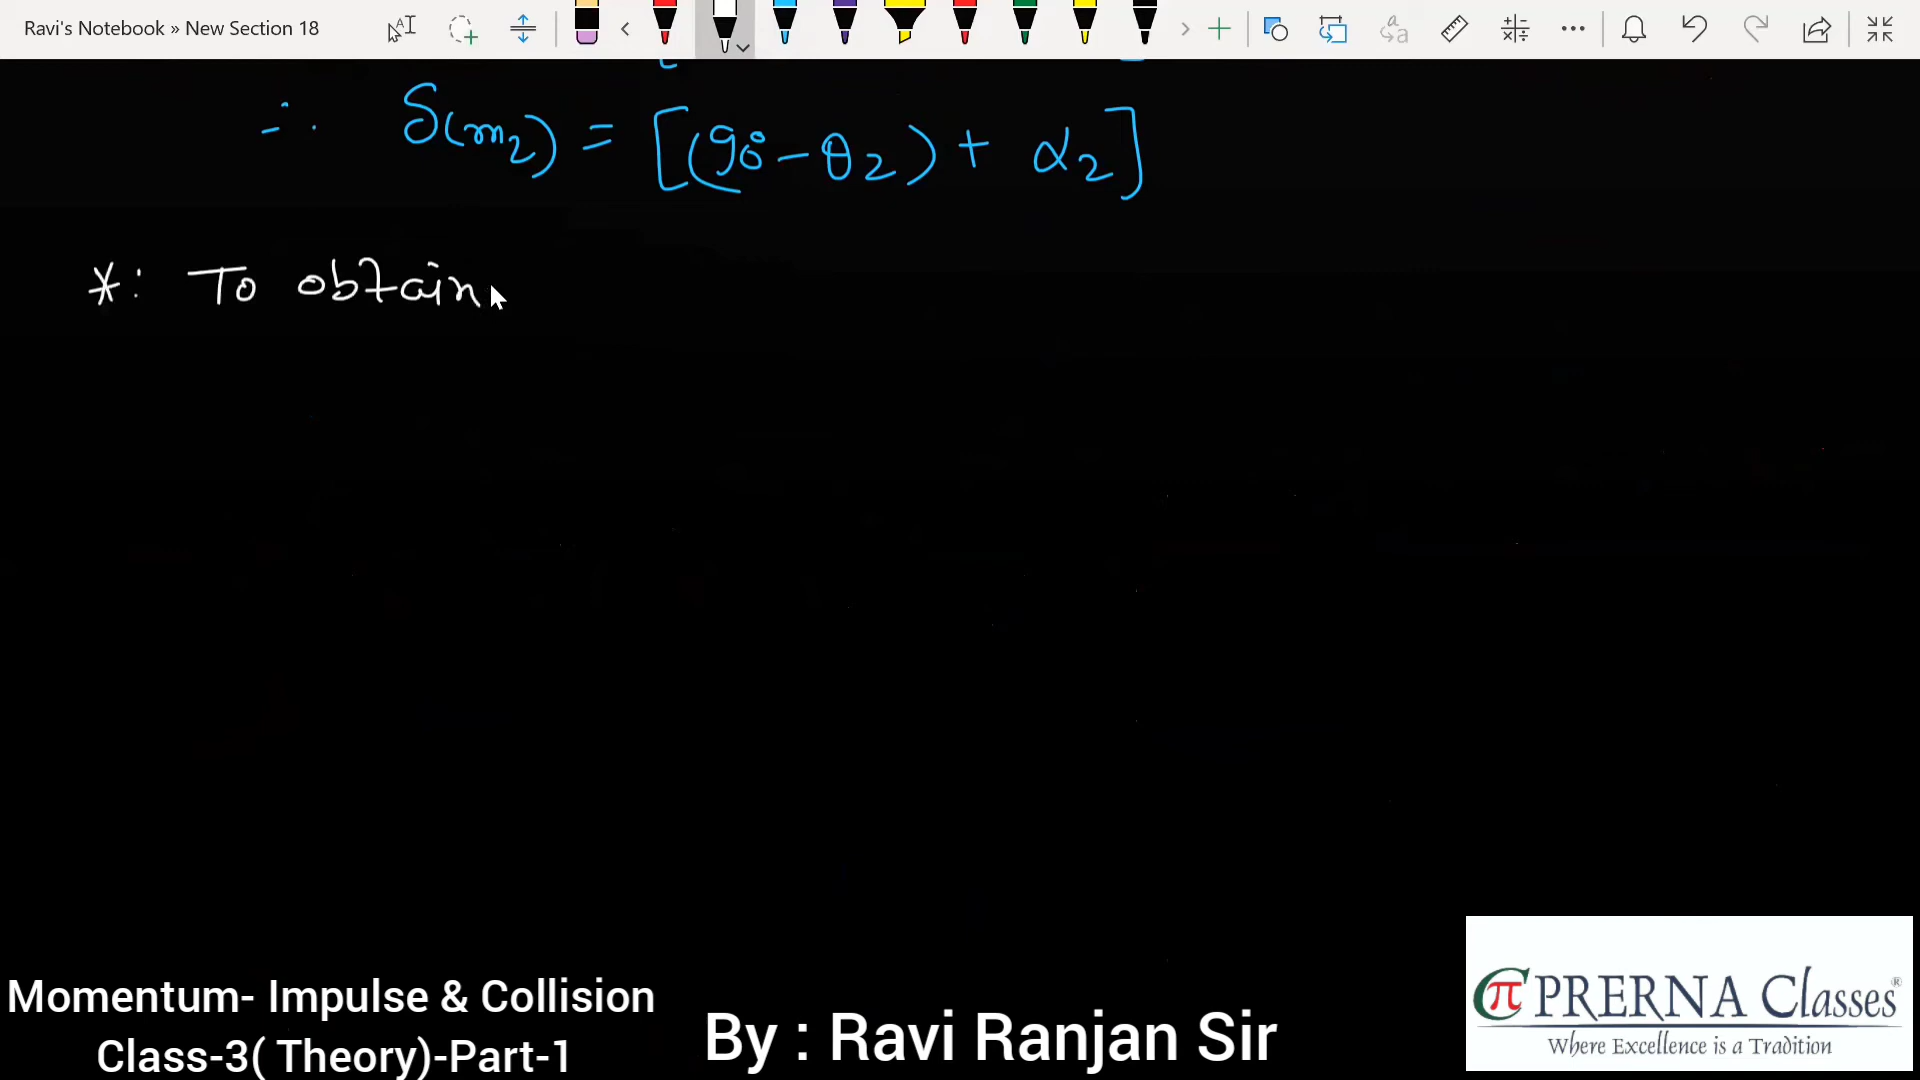 Ravi's Notebook » New Section 18
∴ δ(m₂) = [(90° − θ₂) + α₂]
*: To obtain
Momentum- Impulse & Collision
Class-3( Theory)-Part-1
By : Ravi Ranjan Sir
π PRERNA Classes®
Where Excellence is a Tradition